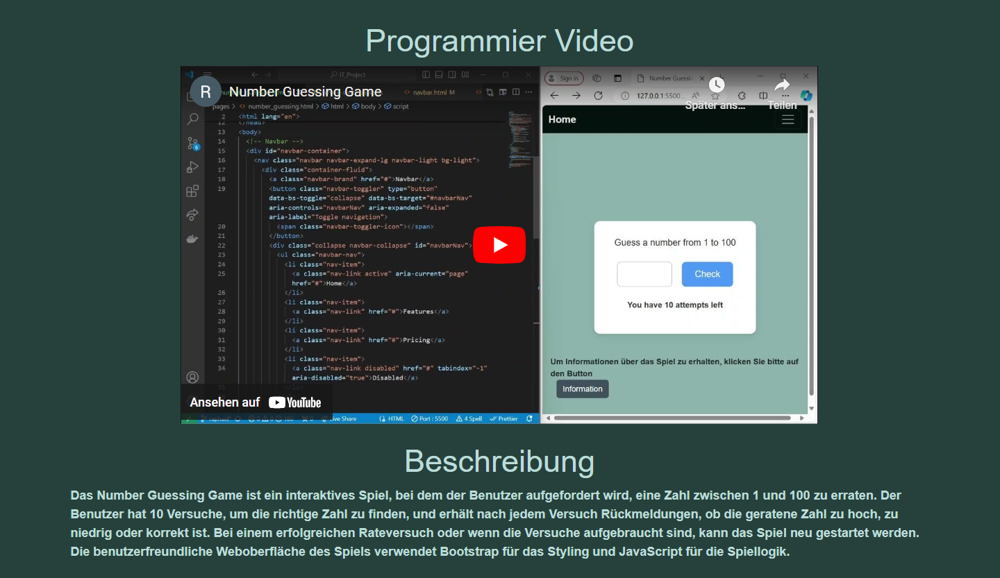 Programmier Video
IT_Project
R
Number Guessing Game
navbar.html M
pages > number_guessing.html > html > body > script
2 <html lang="en">
12 </head>
13 <body>
14 <!-- Navbar -->
15 <div id="navbar-container">
16 <nav class="navbar navbar-expand-lg navbar-light bg-light">
17 <div class="container-fluid">
18 <a class="navbar-brand" href="#">Navbar</a>
19 <button class="navbar-toggler" type="button"
data-bs-toggle="collapse" data-bs-target="#navbarNav"
aria-controls="navbarNav" aria-expanded="false"
aria-label="Toggle navigation">
20 <span class="navbar-toggler-icon"></span>
21 </button>
22 <div class="collapse navbar-collapse" id="navbarNav">
23 <ul class="navbar-nav">
24 <li class="nav-item">
25 <a class="nav-link active" aria-current="page"
href="#">Home</a>
26 </li>
27 <li class="nav-item">
28 <a class="nav-link" href="#">Features</a>
29 </li>
30 <li class="nav-item">
31 <a class="nav-link" href="#">Pricing</a>
32 </li>
33 <li class="nav-item">
34 <a class="nav-link disabled" href="#" tabindex="-1"
aria-disabled="true">Disabled</a>
35 </li>
6
Ansehen auf YouTube
Live Share
HTML
Port : 5500
4 Spell
Prettier
Sign in
Number Guessin
127.0.0.1:5500...
Später ans...
Teilen
Home
Guess a number from 1 to 100
Check
You have 10 attempts left
Um Informationen über das Spiel zu erhalten, klicken Sie bitte auf
den Button
Information
Beschreibung
Das Number Guessing Game ist ein interaktives Spiel, bei dem der Benutzer aufgefordert wird, eine Zahl zwischen 1 und 100 zu erraten. Der
Benutzer hat 10 Versuche, um die richtige Zahl zu finden, und erhält nach jedem Versuch Rückmeldungen, ob die geratene Zahl zu hoch, zu
niedrig oder korrekt ist. Bei einem erfolgreichen Rateversuch oder wenn die Versuche aufgebraucht sind, kann das Spiel neu gestartet werden.
Die benutzerfreundliche Weboberfläche des Spiels verwendet Bootstrap für das Styling und JavaScript für die Spiellogik.